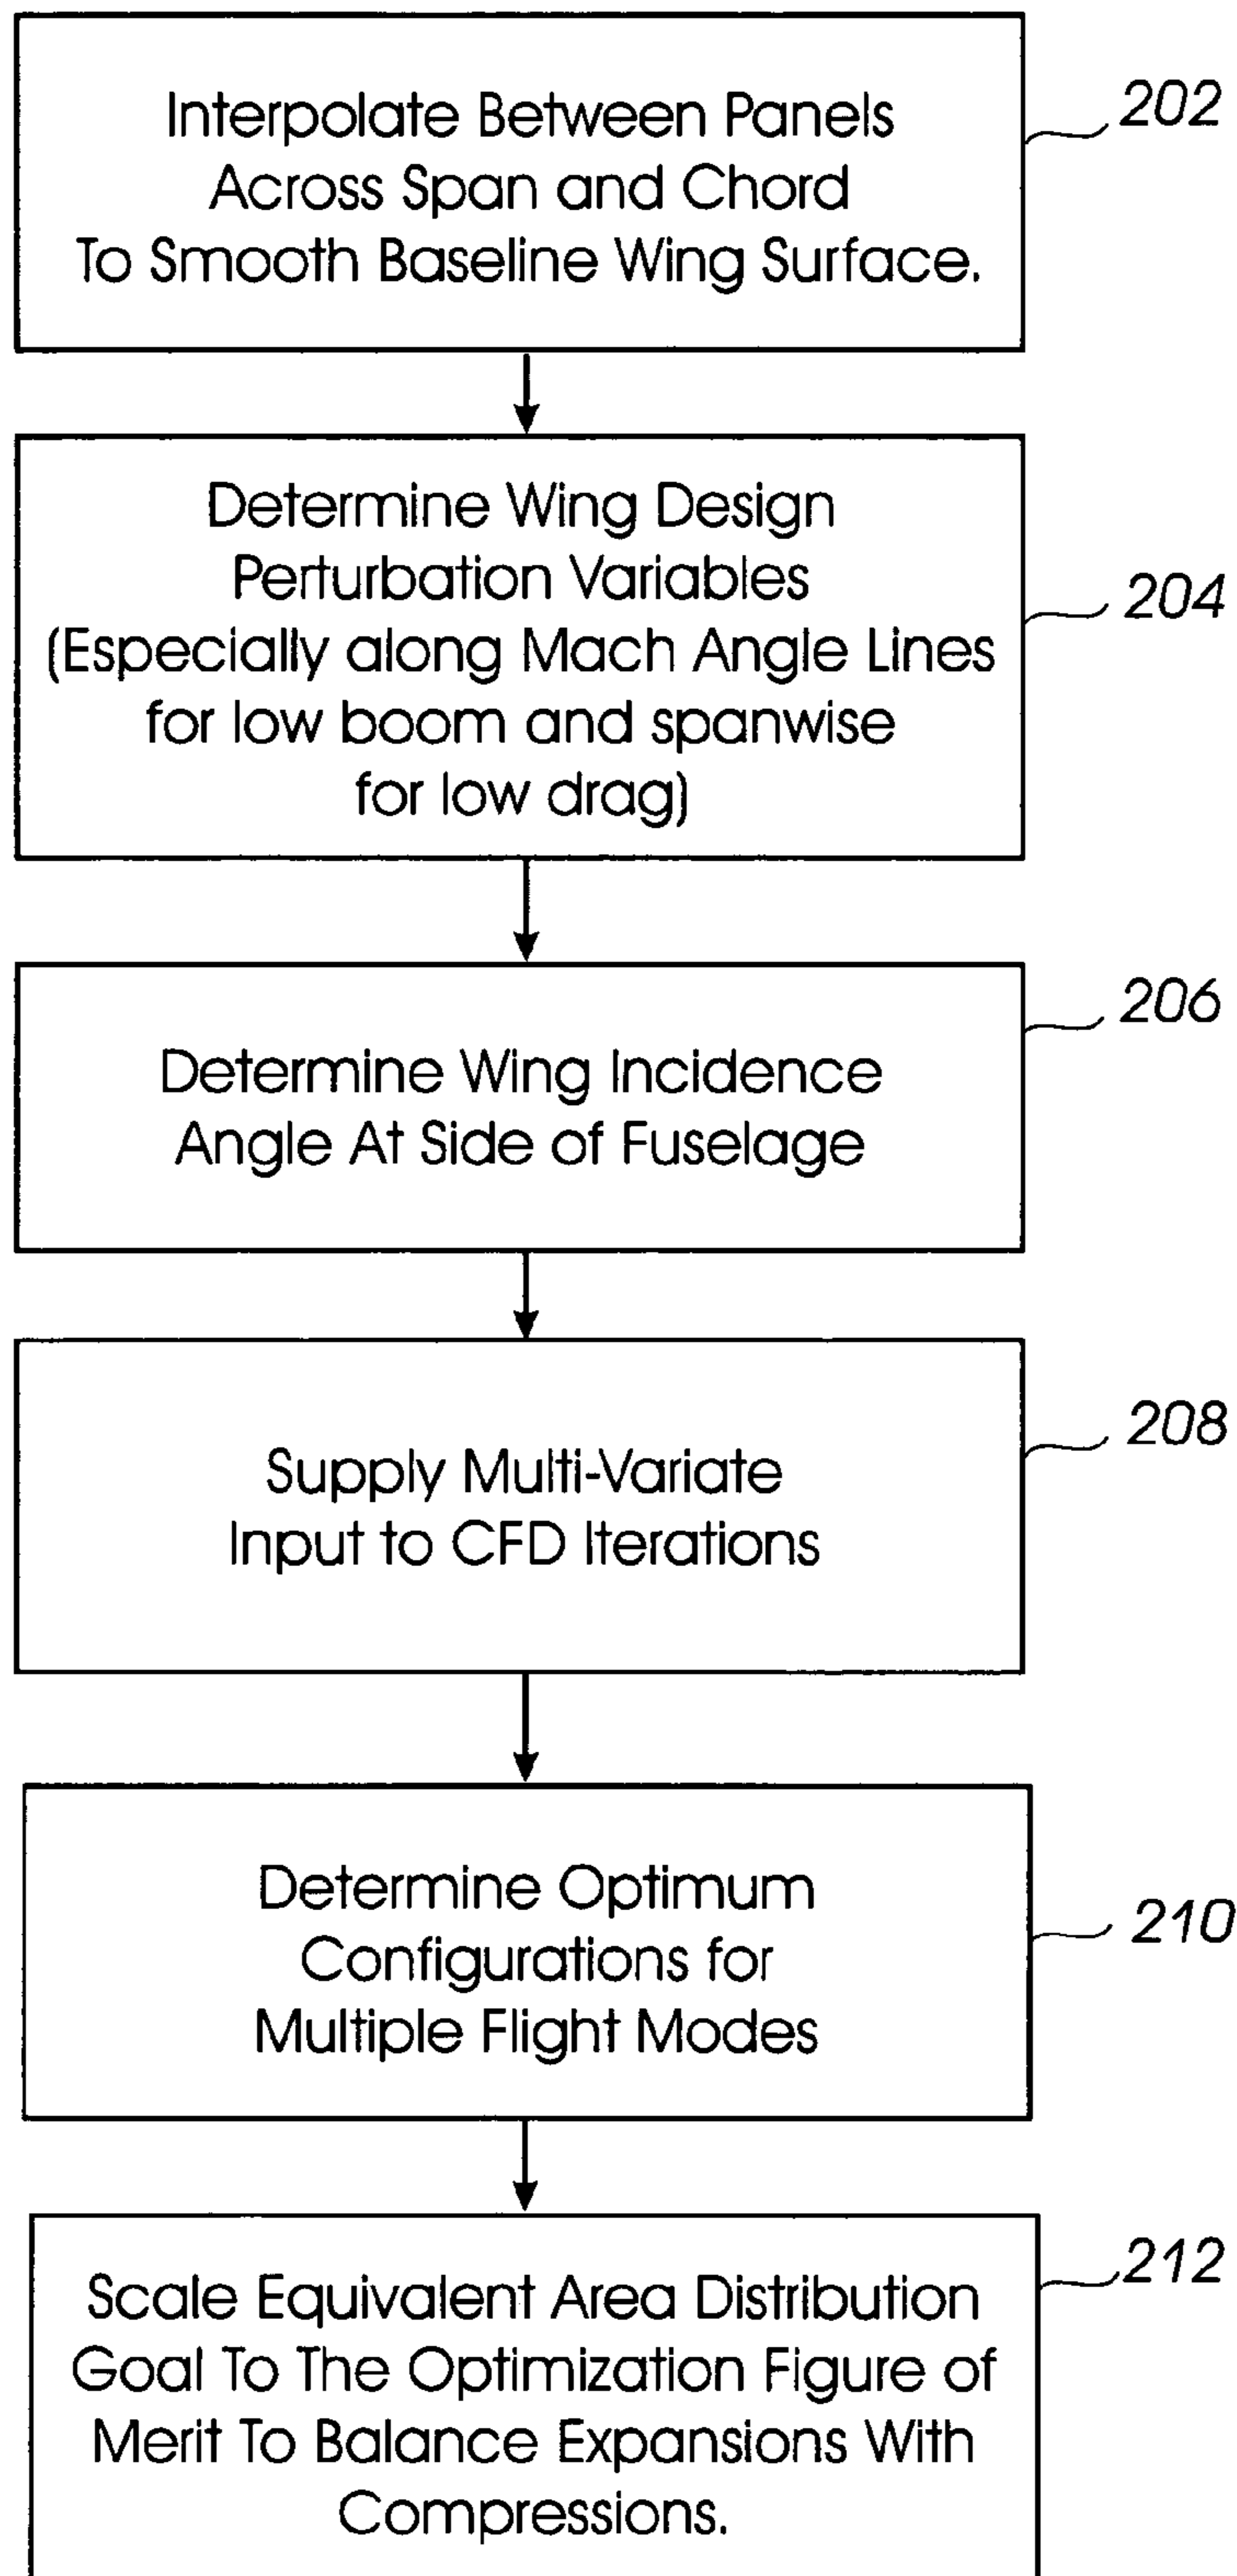 Interpolate Between Panels
Across Span and Chord
To Smooth Baseline Wing Surface.
202
Determine Wing Design
Perturbation Variables
(Especially along Mach Angle Lines
for low boom and spanwise
for low drag)
204
Determine Wing Incidence
Angle At Side of Fuselage
206
Supply Multi-Variate
Input to CFD Iterations
208
Determine Optimum
Configurations for
Multiple Flight Modes
210
Scale Equivalent Area Distribution
Goal To The Optimization Figure of
Merit To Balance Expansions With
Compressions.
212